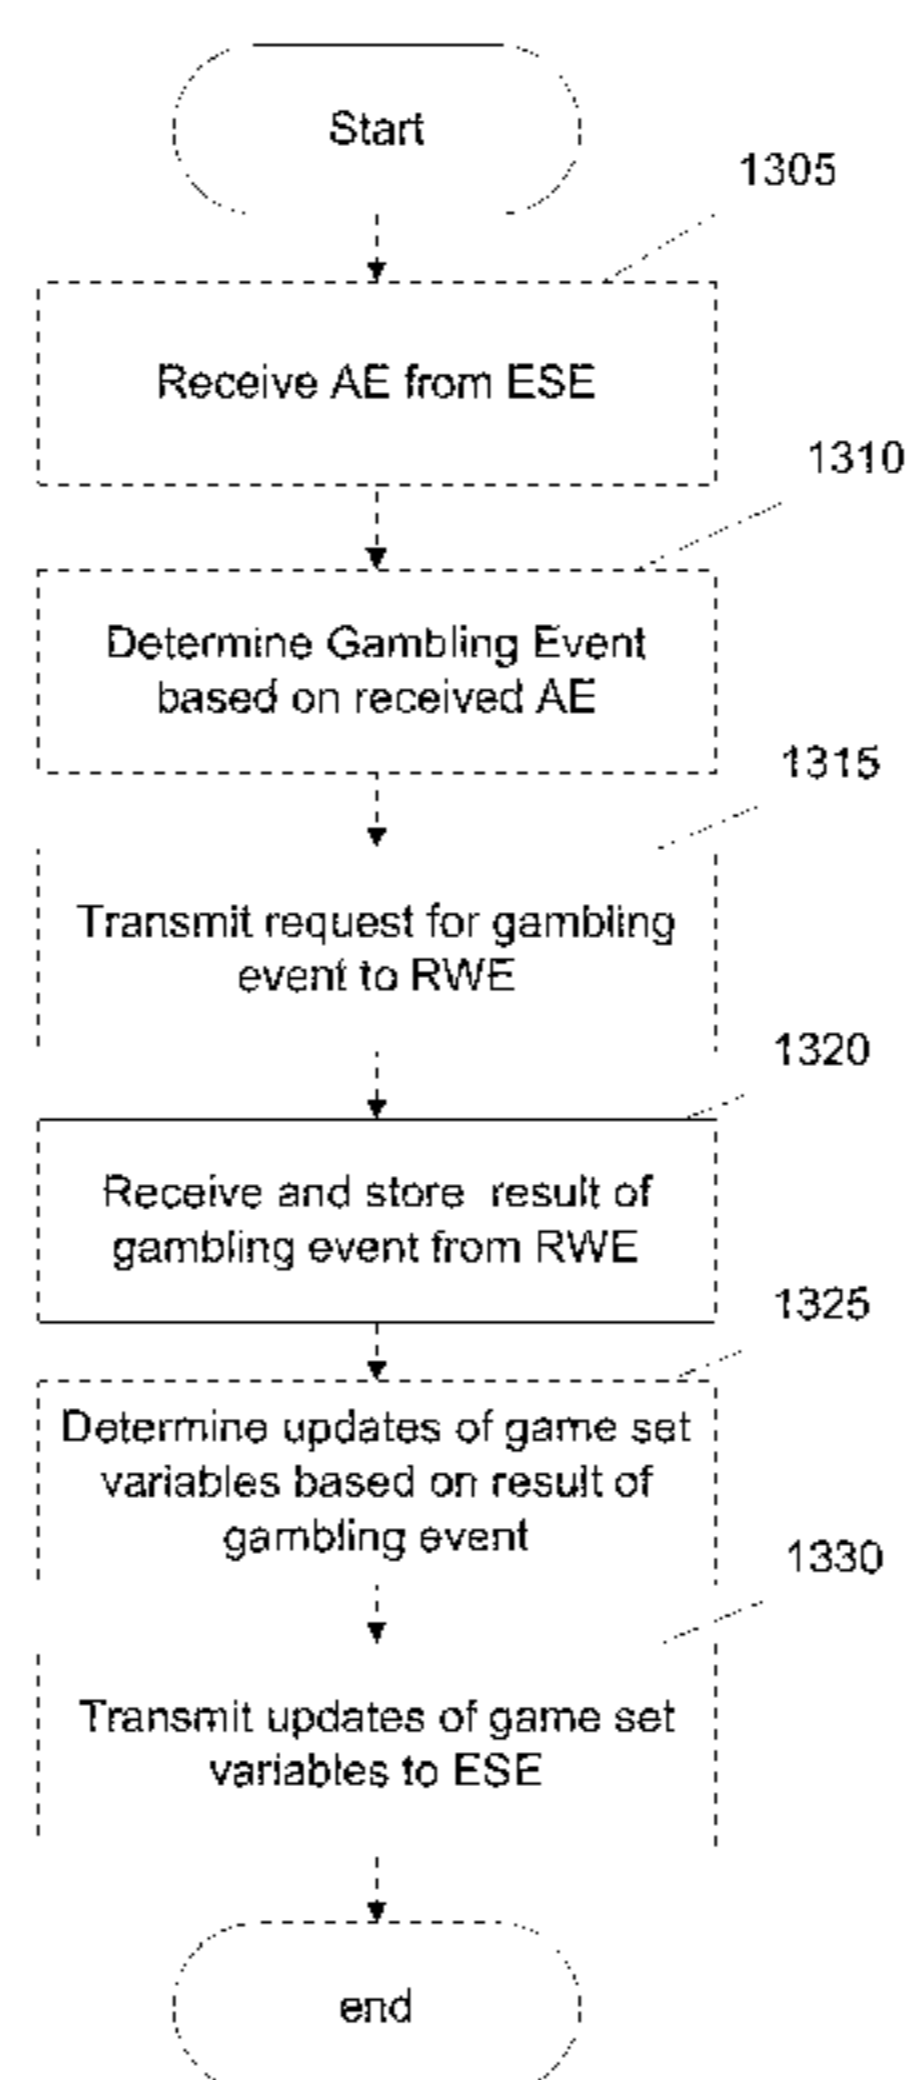 Start
1305
Receive AE from ESE
1310
Determine Gambling Event
based on received AE
1315
Transmit request for gambling
event to RWE
1320
Receive and store result of
gambling event from RWE
1325
Determine updates of game set
variables based on result of
gambling event
1330
Transmit updates of game set
variables to ESE
end